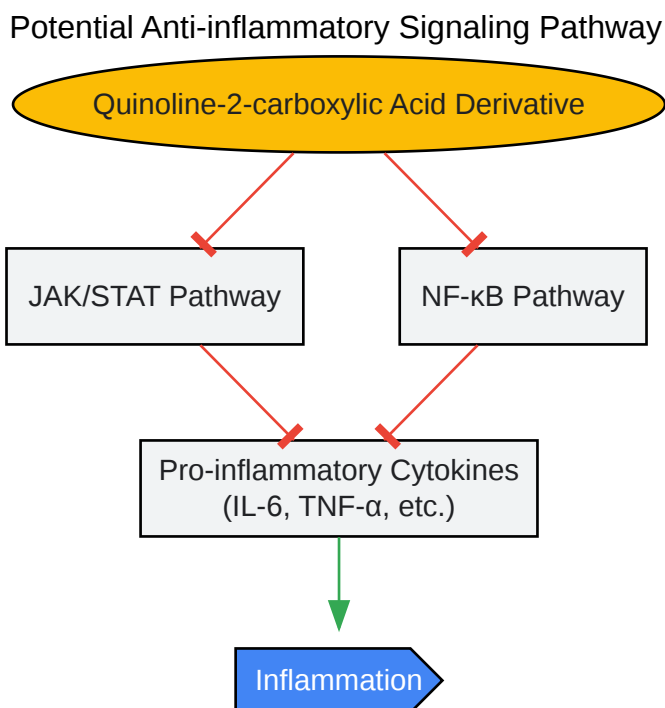 Potential Anti-inflammatory Signaling Pathway
Quinoline-2-carboxylic Acid Derivative
JAK/STAT Pathway
NF-κB Pathway
Pro-inflammatory Cytokines
(IL-6, TNF-α, etc.)
Inflammation